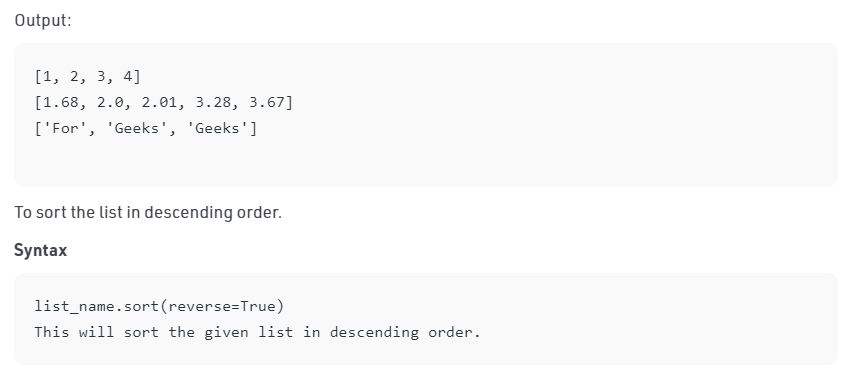 Output:
[1, 2, 3, 4]
[1.68, 2.0, 2.01, 3.28, 3.67]
['For', 'Geeks', 'Geeks']
To sort the list in descending order.
Syntax
list_name.sort(reverse=True)
This will sort the given list in descending order.